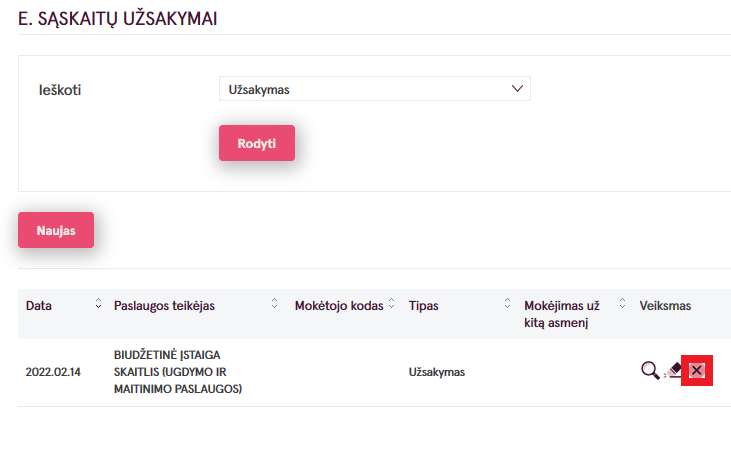 E. SĄSKAITŲ UŽSAKYMAI
Ieškoti
Užsakymas
Rodyti
Naujas
Data
Paslaugos teikėjas
Mokėtojo kodas
Tipas
Mokėjimas už
kitą asmenį
Veiksmas
2022.02.14
BIUDŽETINĖ ĮSTAIGA
SKAITLIS (UGDYMO IR
MAITINIMO PASLAUGOS)
Užsakymas